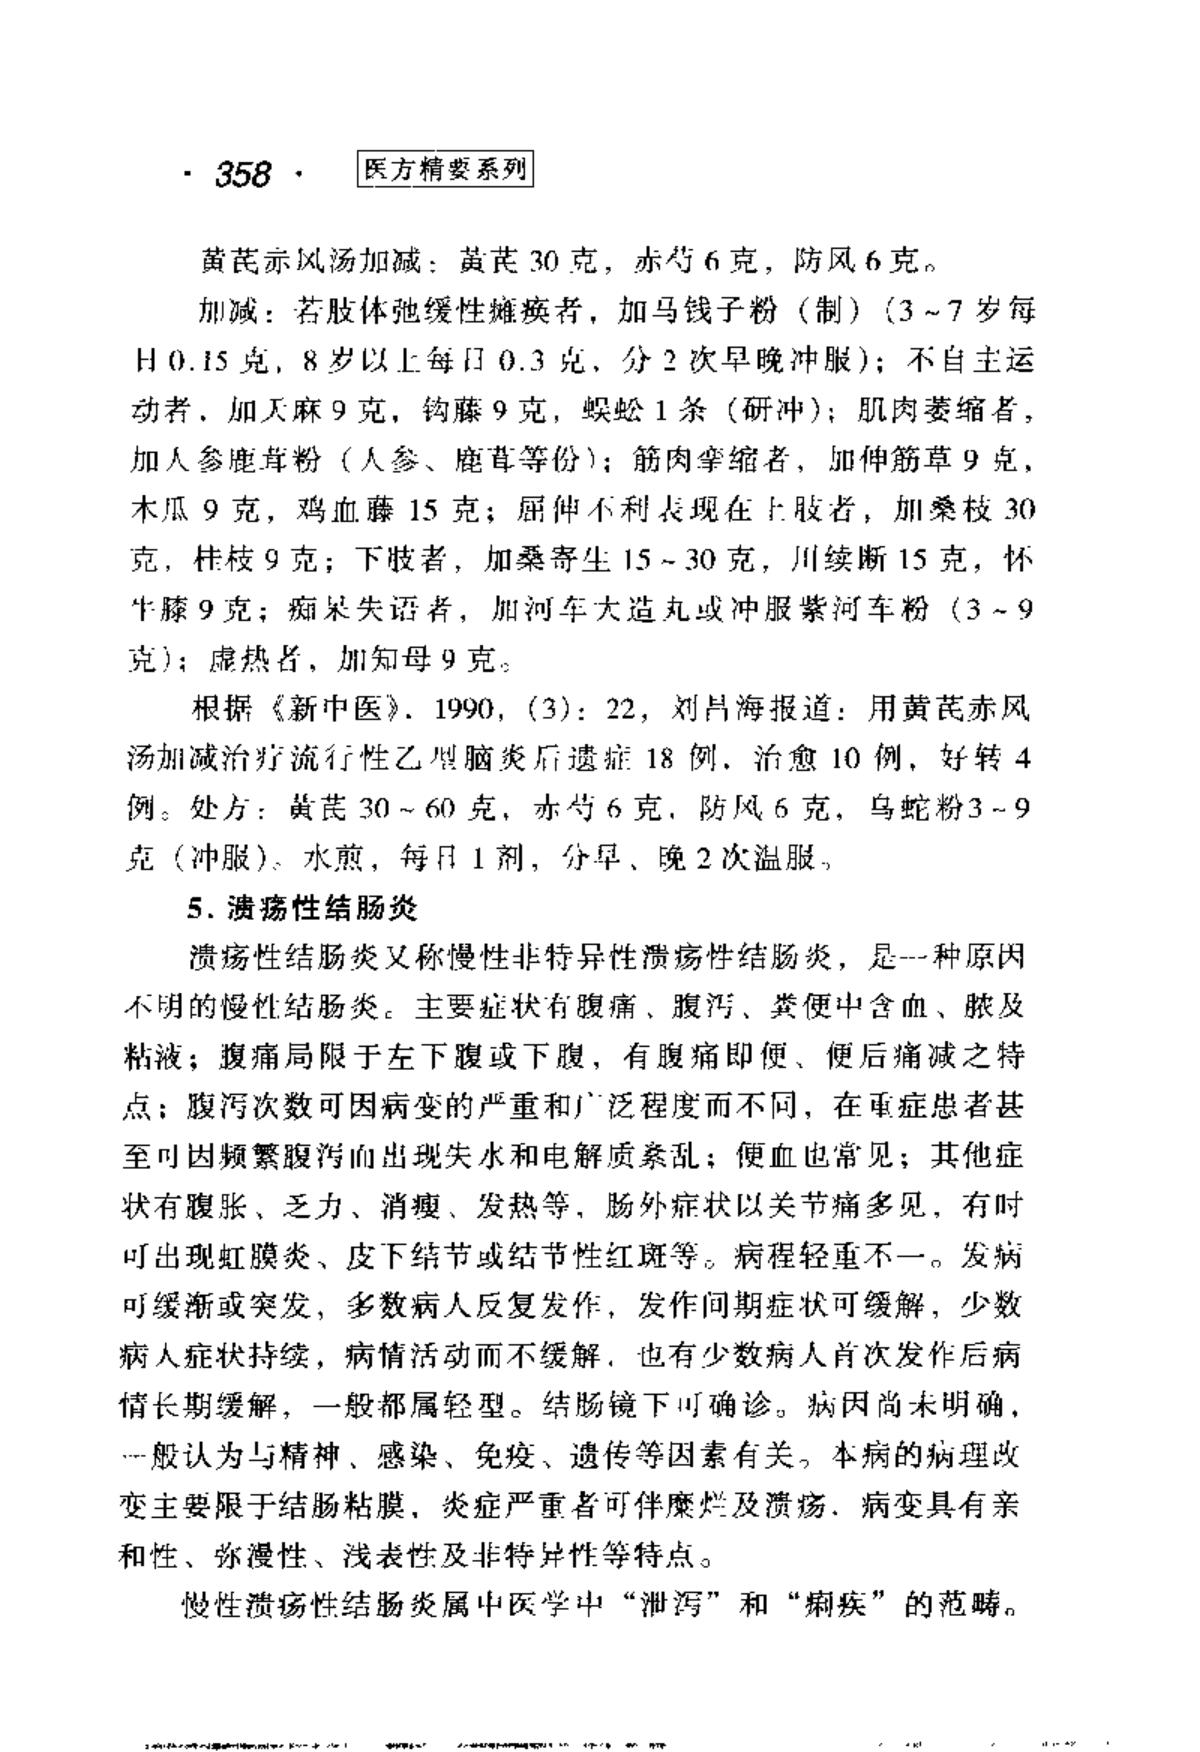 · 358 · 医方精要系列
黄芪赤风汤加减：黄芪 30 克，赤芍 6 克，防风 6 克。
加减：若肢体弛缓性瘫痪者，加马钱子粉（制）（3～7 岁每
日 0.15 克，8 岁以上每日 0.3 克，分 2 次早晚冲服）；不自主运
动者，加天麻 9 克，钩藤 9 克，蜈蚣 1 条（研冲）；肌肉萎缩者，
加人参鹿茸粉（人参、鹿茸等份）；筋肉挛缩者，加伸筋草 9 克，
木瓜 9 克，鸡血藤 15 克；屈伸不利表现在上肢者，加桑枝 30
克，桂枝 9 克；下肢者，加桑寄生 15～30 克，川续断 15 克，怀
牛膝 9 克；痴呆失语者，加河车大造丸或冲服紫河车粉（3～9
克）；虚热者，加知母 9 克。
根据《新中医》．1990，（3）：22，刘昌海报道：用黄芪赤风
汤加减治疗流行性乙型脑炎后遗症 18 例，治愈 10 例，好转 4
例。处方：黄芪 30～60 克，赤芍 6 克，防风 6 克，乌蛇粉3～9
克（冲服）。水煎，每日 1 剂，分早、晚 2 次温服。
5. 溃疡性结肠炎
溃疡性结肠炎又称慢性非特异性溃疡性结肠炎，是一种原因
不明的慢性结肠炎。主要症状有腹痛、腹泻、粪便中含血、脓及
粘液；腹痛局限于左下腹或下腹，有腹痛即便、便后痛减之特
点；腹泻次数可因病变的严重和广泛程度而不同，在重症患者甚
至可因频繁腹泻而出现失水和电解质紊乱；便血也常见；其他症
状有腹胀、乏力、消瘦、发热等，肠外症状以关节痛多见，有时
可出现虹膜炎、皮下结节或结节性红斑等。病程轻重不一。发病
可缓渐或突发，多数病人反复发作，发作间期症状可缓解，少数
病人症状持续，病情活动而不缓解，也有少数病人首次发作后病
情长期缓解，一般都属轻型。结肠镜下可确诊。病因尚未明确，
一般认为与精神、感染、免疫、遗传等因素有关。本病的病理改
变主要限于结肠粘膜，炎症严重者可伴糜烂及溃疡．病变具有亲
和性、弥漫性、浅表性及非特异性等特点。
慢性溃疡性结肠炎属中医学中“泄泻”和“痢疾”的范畴。